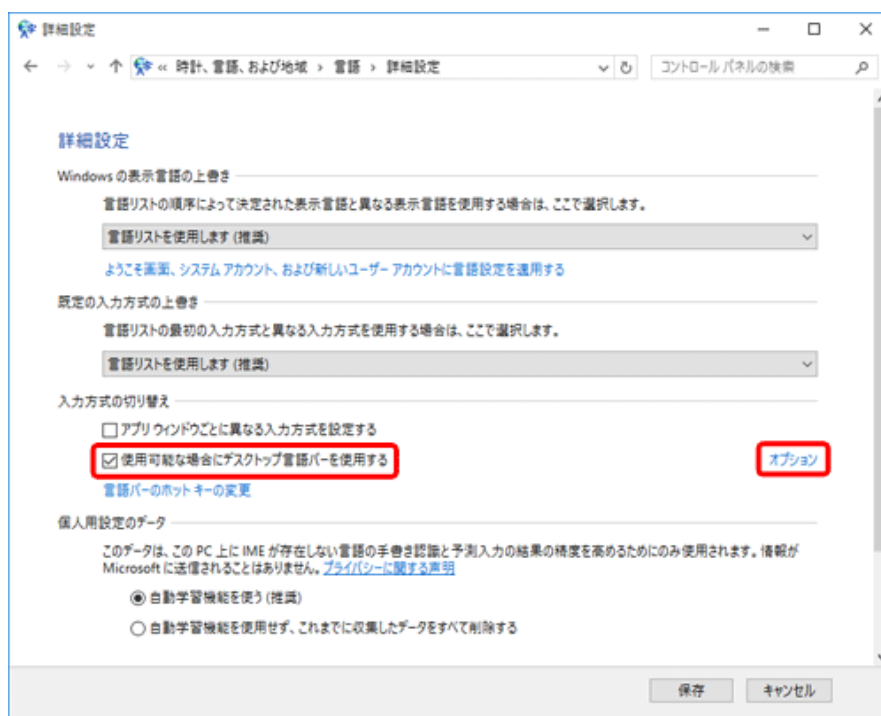 詳細設定
« 時計、言語、および地域 › 言語 › 詳細設定
コントロール パネルの検索
詳細設定
Windows の表示言語の上書き
言語リストの順序によって決定された表示言語と異なる表示言語を使用する場合は、ここで選択します。
言語リストを使用します (推奨)
ようこそ画面、システム アカウント、および新しいユーザー アカウントに言語設定を適用する
既定の入力方式の上書き
言語リストの最初の入力方式と異なる入力方式を使用する場合は、ここで選択します。
言語リストを使用します (推奨)
入力方式の切り替え
アプリ ウィンドウごとに異なる入力方式を設定する
使用可能な場合にデスクトップ言語バーを使用する オプション
言語バーのホット キーの変更
個人用設定のデータ
このデータは、この PC 上に IME が存在しない言語の手書き認識と予測入力の結果の精度を高めるためにのみ使用されます。情報が
Microsoft に送信されることはありません。プライバシーに関する声明
自動学習機能を使う (推奨)
自動学習機能を使用せず、これまでに収集したデータをすべて削除する
保存 キャンセル